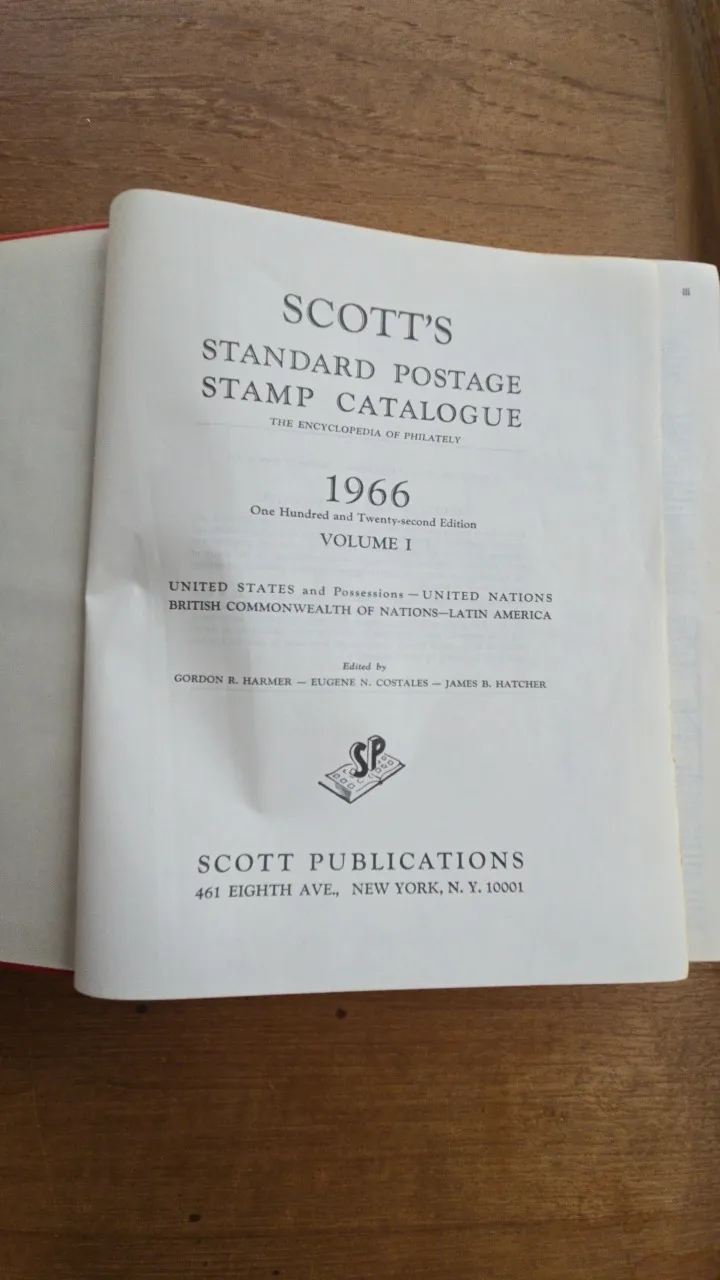 iii
SCOTT'S
STANDARD POSTAGE
STAMP CATALOGUE
THE ENCYCLOPEDIA OF PHILATELY
1966
One Hundred and Twenty-second Edition
VOLUME I
UNITED STATES and Possessions — UNITED NATIONS
BRITISH COMMONWEALTH OF NATIONS—LATIN AMERICA
Edited by
GORDON R. HARMER — EUGENE N. COSTALES — JAMES B. HATCHER
SP
SCOTT PUBLICATIONS
461 EIGHTH AVE., NEW YORK, N. Y. 10001